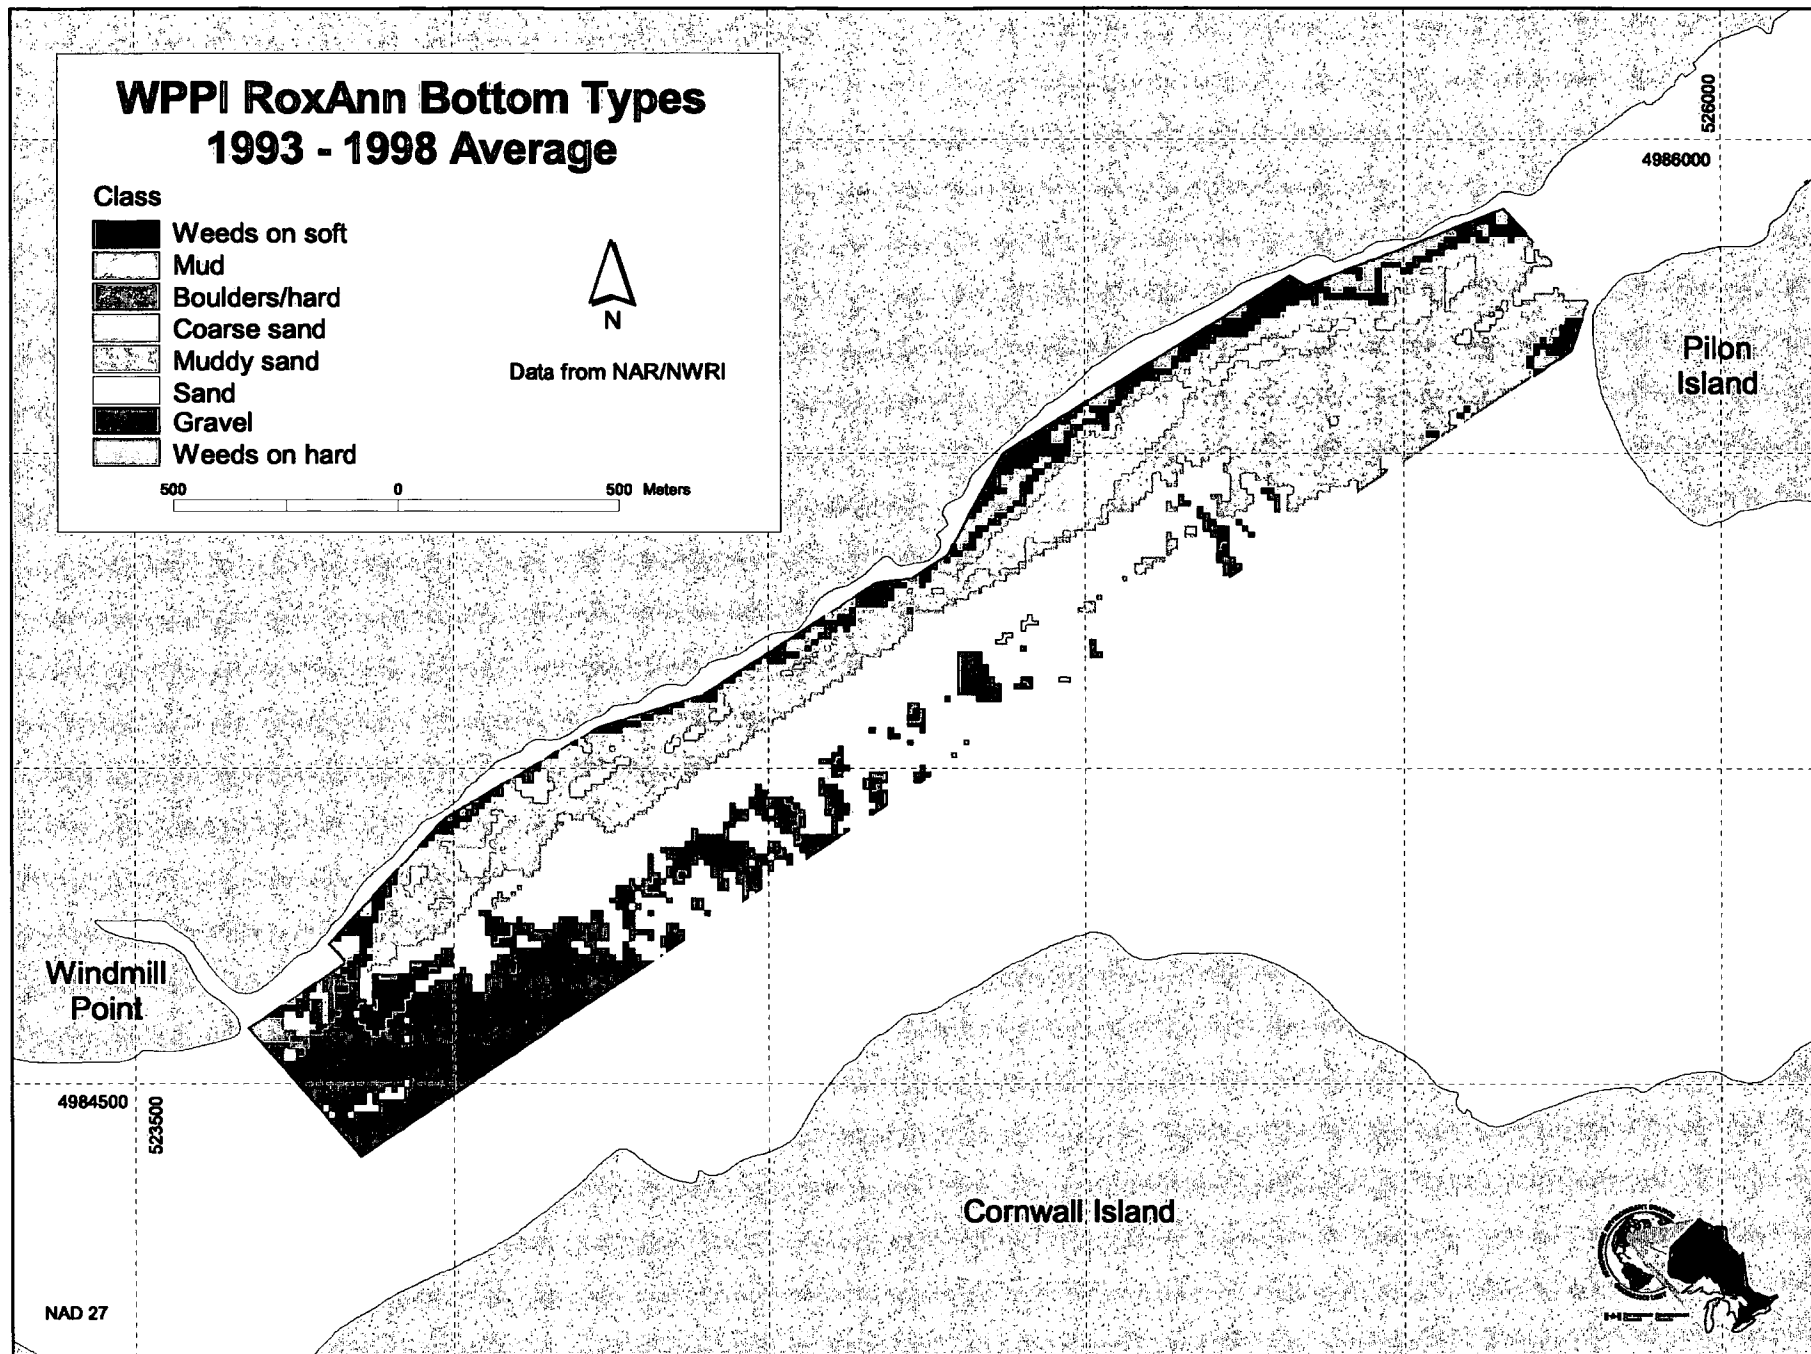 WPPI RoxAnn Bottom Types
1993 - 1998 Average
Class
Weeds on soft
Mud
Boulders/hard
Coarse sand
Muddy sand
Sand
Gravel
Weeds on hard
N
Data from NAR/NWRI
500 0 500 Meters
526000
4986000
Pilon
Island
Windmill
Point
4984500
523500
Cornwall Island
NAD 27